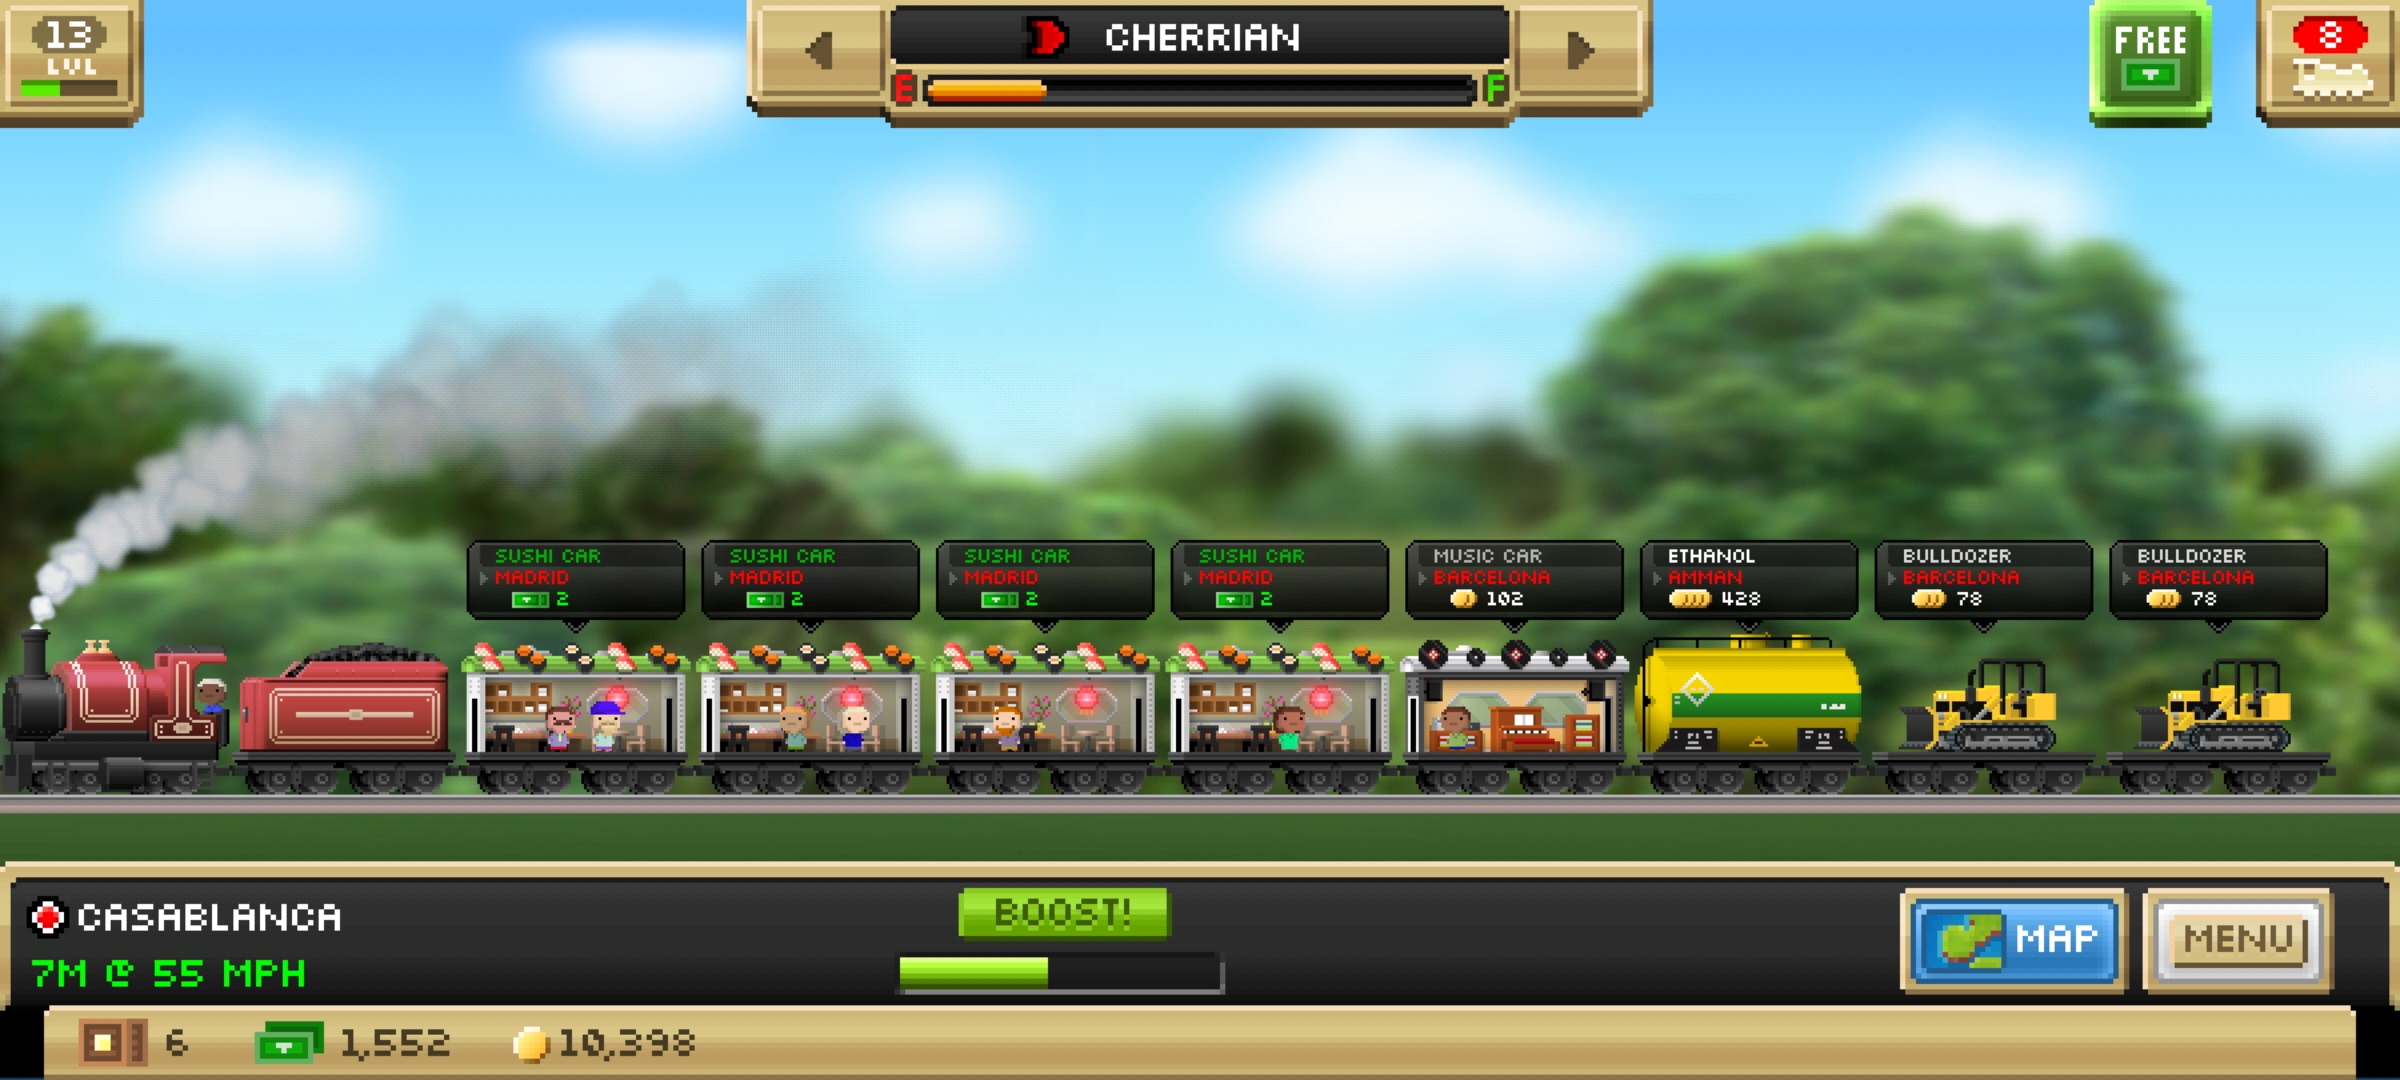 13
LVL
CHERRIAN
E
F
FREE
8
SUSHI CAR
MADRID
2
SUSHI CAR
MADRID
2
SUSHI CAR
MADRID
2
SUSHI CAR
MADRID
2
MUSIC CAR
BARCELONA
102
ETHANOL
AMMAN
428
BULLDOZER
BARCELONA
78
BULLDOZER
BARCELONA
78
CASABLANCA
7M @ 55 MPH
BOOST!
MAP
MENU
6
1,552
10,398